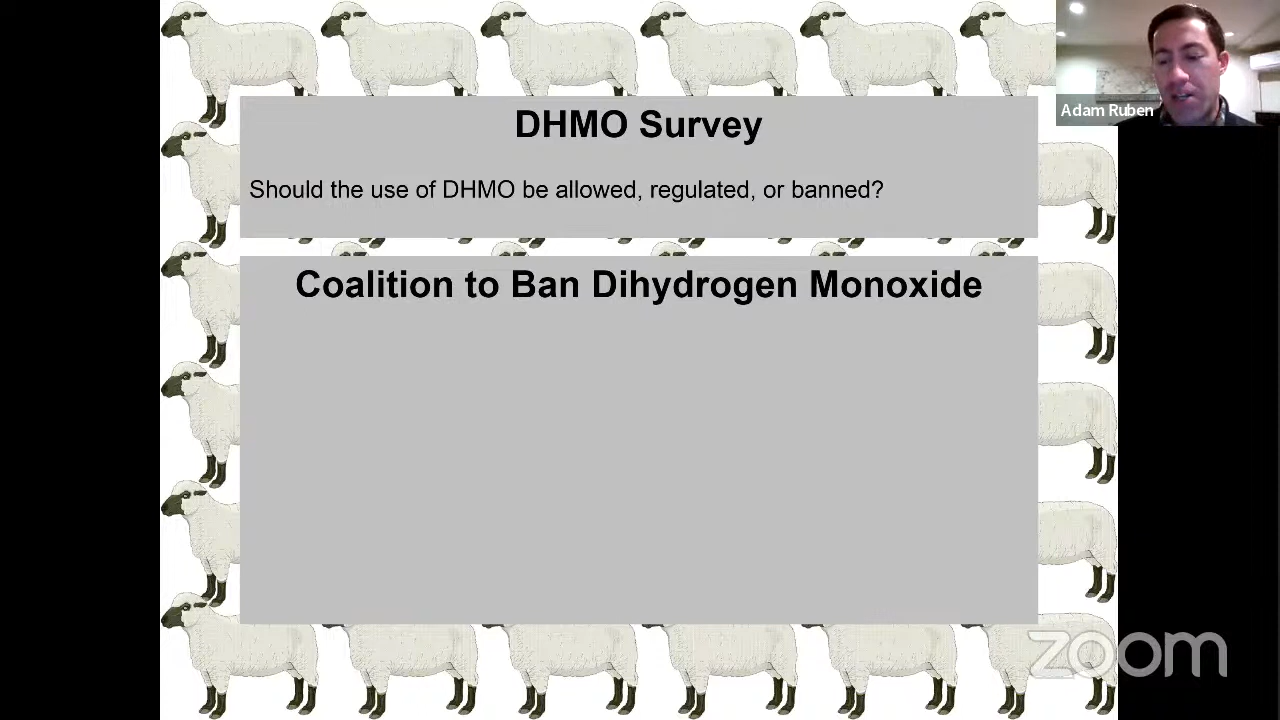 DHMO Survey
Adam Ruben
Should the use of DHMO be allowed, regulated, or banned?
Coalition to Ban Dihydrogen Monoxide
zoom